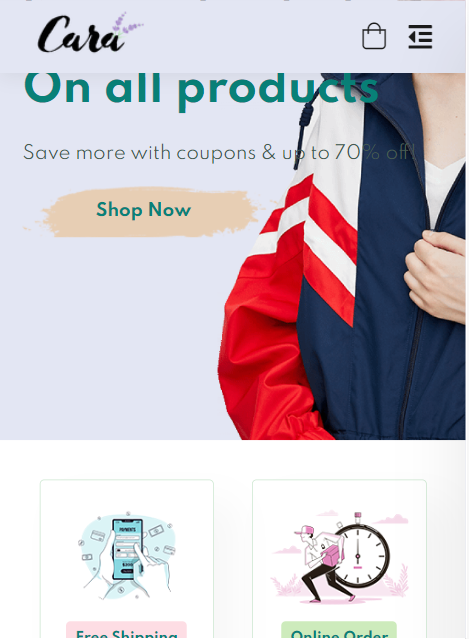 Cara
On all products
Save more with coupons & up to 70% off!
Shop Now
PAYMENTS
Free Shipping
Online Order